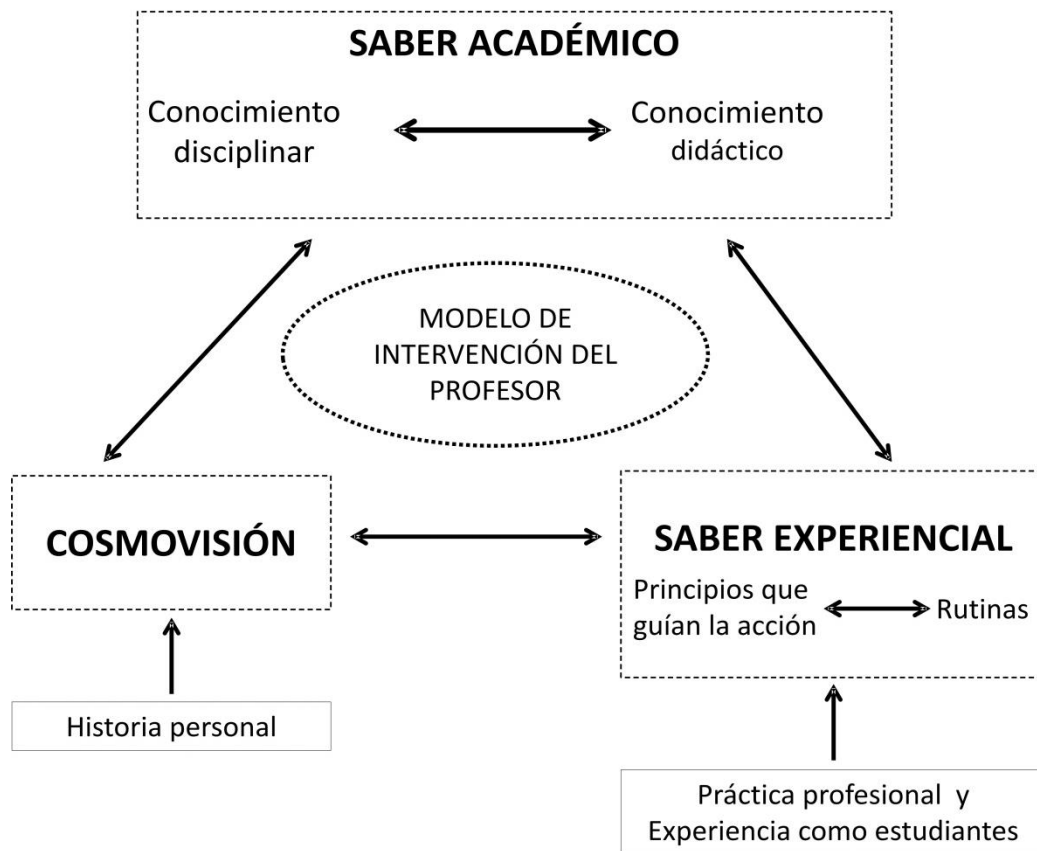 SABER ACADÉMICO
Conocimiento
disciplinar
Conocimiento
didáctico
MODELO DE
INTERVENCIÓN DEL
PROFESOR
COSMOVISIÓN
SABER EXPERIENCIAL
Principios que
guían la acción
Rutinas
Historia personal
Práctica profesional y
Experiencia como estudiantes